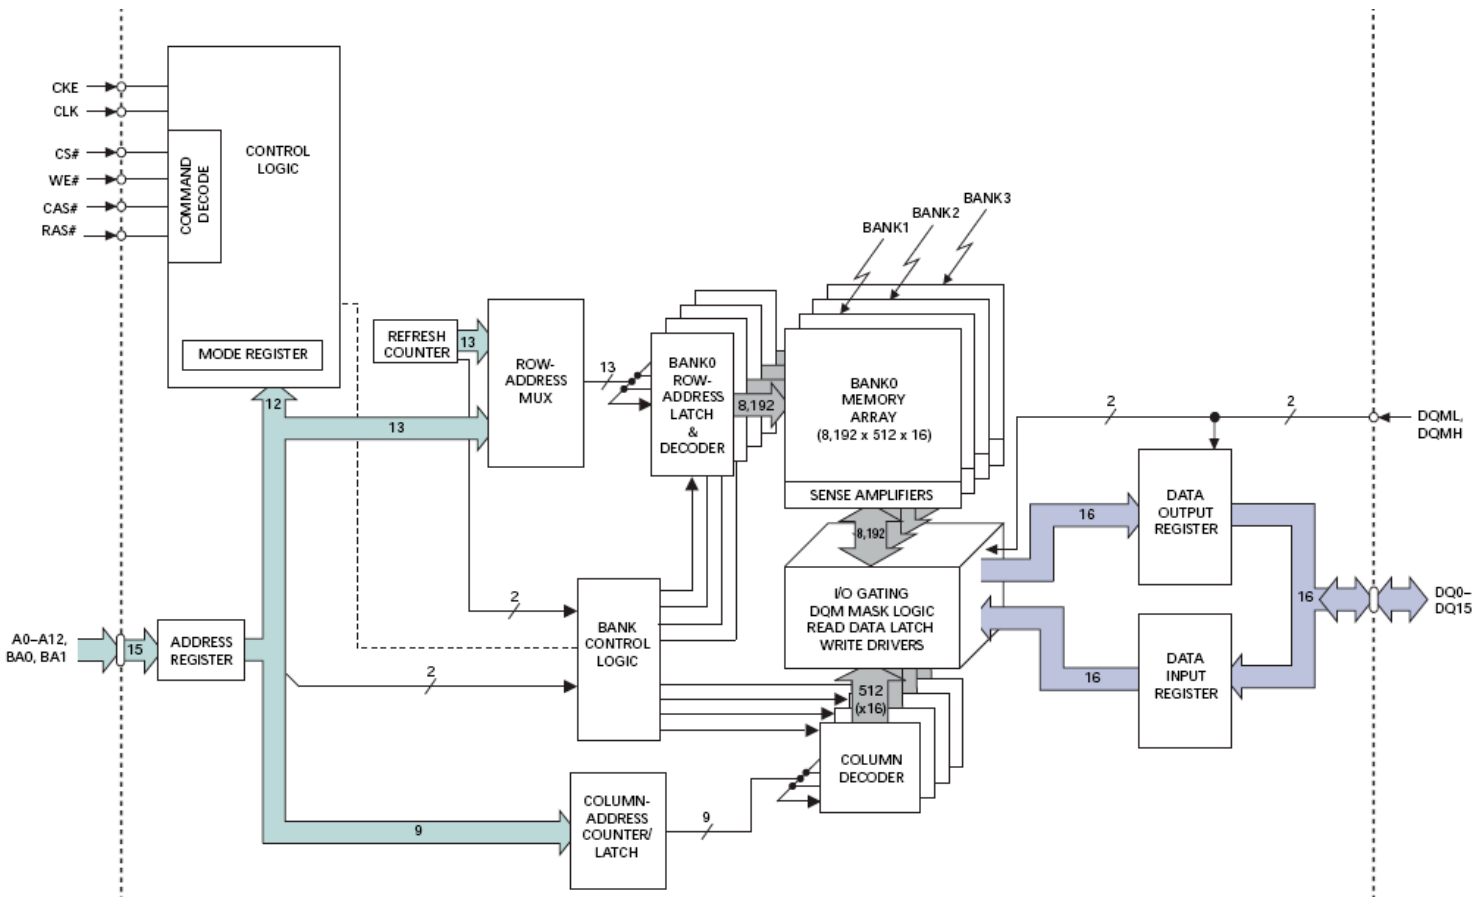 CKE
CLK
CS#
WE#
CAS#
RAS#
COMMAND
DECODE
CONTROL
LOGIC
MODE REGISTER
BANK1
BANK2
BANK3
REFRESH
COUNTER
13
ROW-
ADDRESS
MUX
13
BANK0
ROW-
ADDRESS
LATCH
&
DECODER
8,192
BANK0
MEMORY
ARRAY
(8,192 x 512 x 16)
SENSE AMPLIFIERS
12
13
2
2
DQML,
DQMH
8,192
16
DATA
OUTPUT
REGISTER
I/O GATING
DQM MASK LOGIC
READ DATA LATCH
WRITE DRIVERS
16
DQ0–
DQ15
2
BANK
CONTROL
LOGIC
A0–A12,
BA0, BA1
15
ADDRESS
REGISTER
2
16
DATA
INPUT
REGISTER
512
(x16)
COLUMN
DECODER
9
COLUMN-
ADDRESS
COUNTER/
LATCH
9